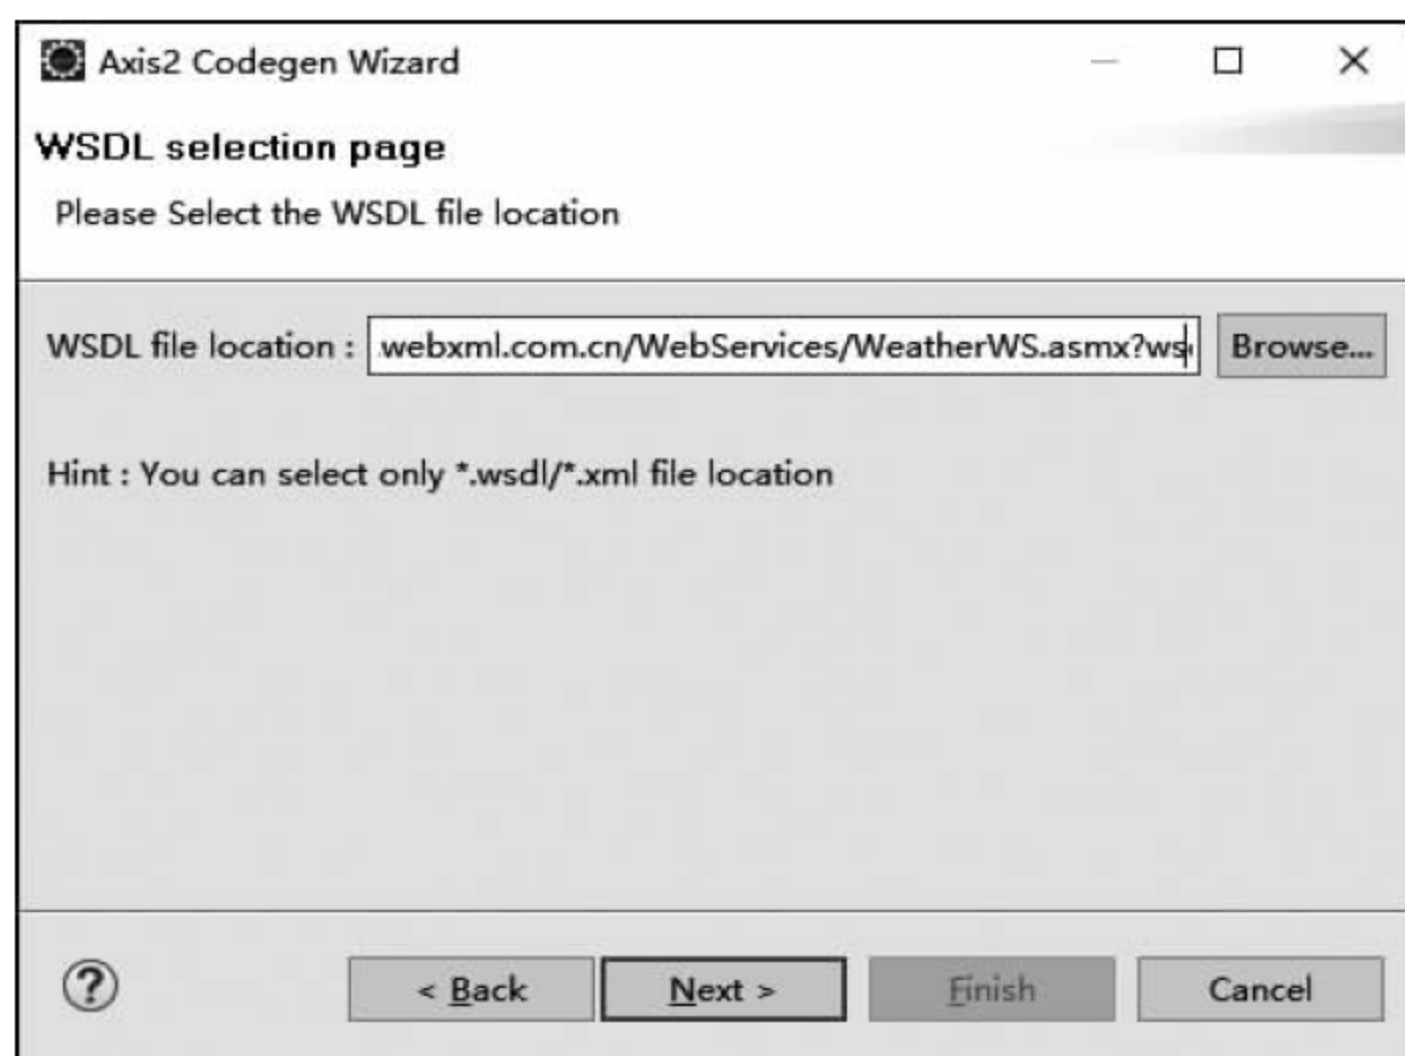 Axis2 Codegen Wizard
WSDL selection page
Please Select the WSDL file location
WSDL file location : .webxml.com.cn/WebServices/WeatherWS.asmx?ws Browse...
Hint : You can select only *.wsdl/*.xml file location
? < Back Next > Finish Cancel